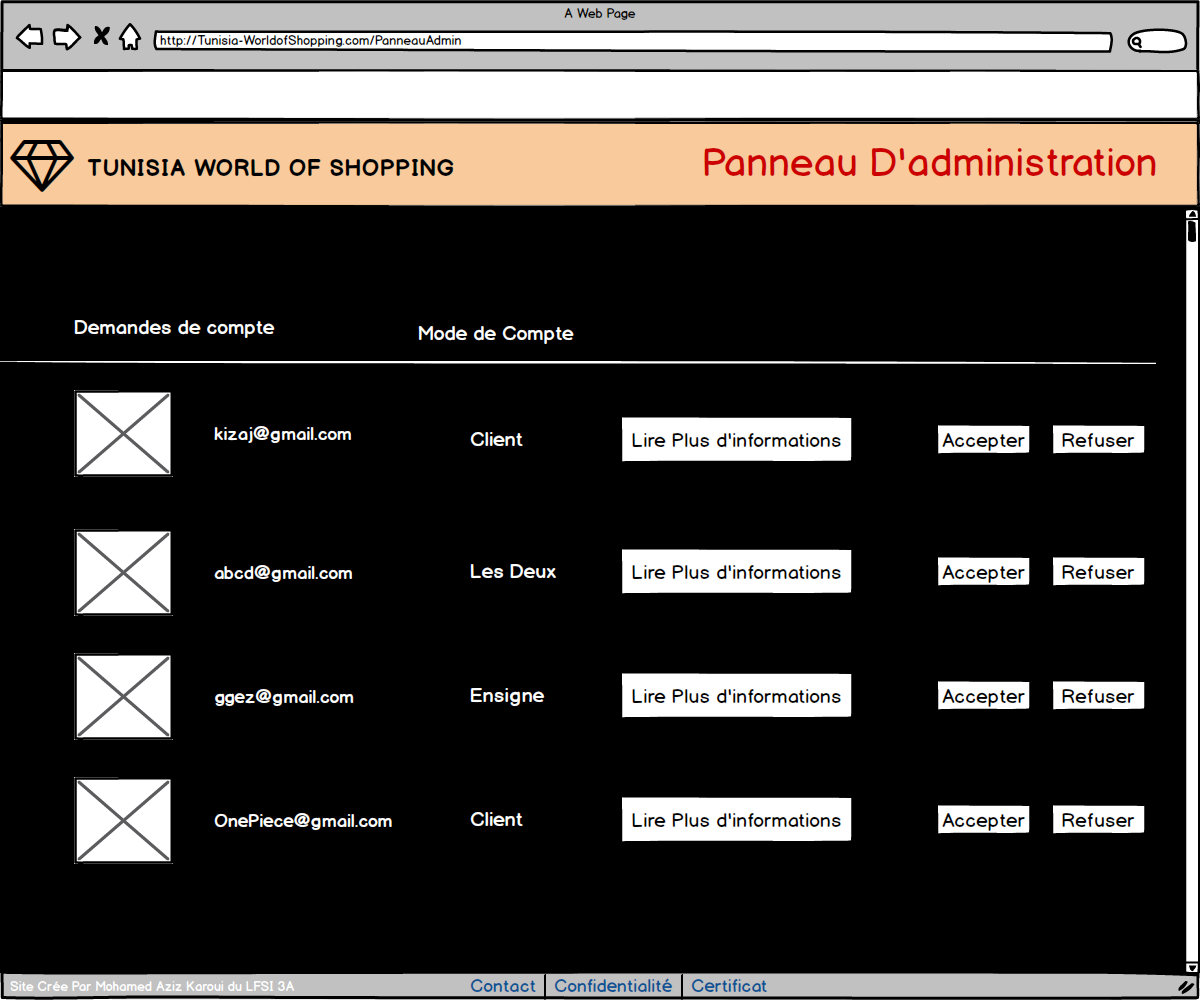 A Web Page
http://Tunisia-WorldofShopping.com/PanneauAdmin
TUNISIA WORLD OF SHOPPING
Panneau D'administration
Demandes de compte
Mode de Compte
kizaj@gmail.com
Client
Lire Plus d'informations
Accepter
Refuser
abcd@gmail.com
Les Deux
Lire Plus d'informations
Accepter
Refuser
ggez@gmail.com
Ensigne
Lire Plus d'informations
Accepter
Refuser
OnePiece@gmail.com
Client
Lire Plus d'informations
Accepter
Refuser
Site Crée Par Mohamed Aziz Karoui du LFSI 3A
Contact
Confidentialité
Certificat